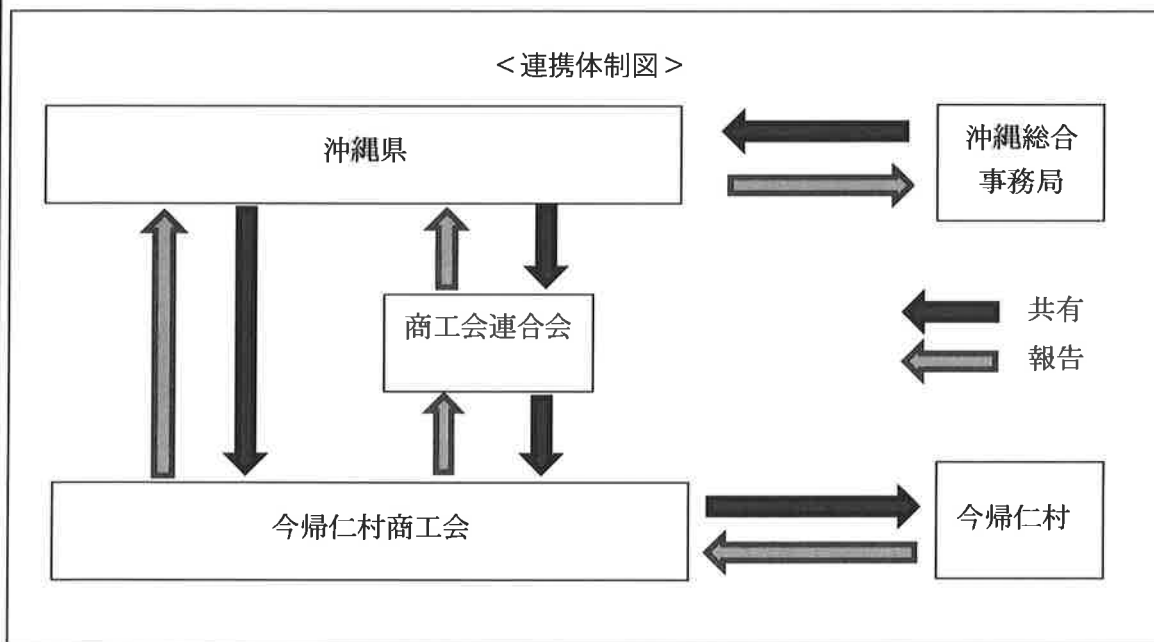 ＜連携体制図＞
沖縄県
沖縄総合
事務局
商工会連合会
共有
報告
今帰仁村商工会
今帰仁村